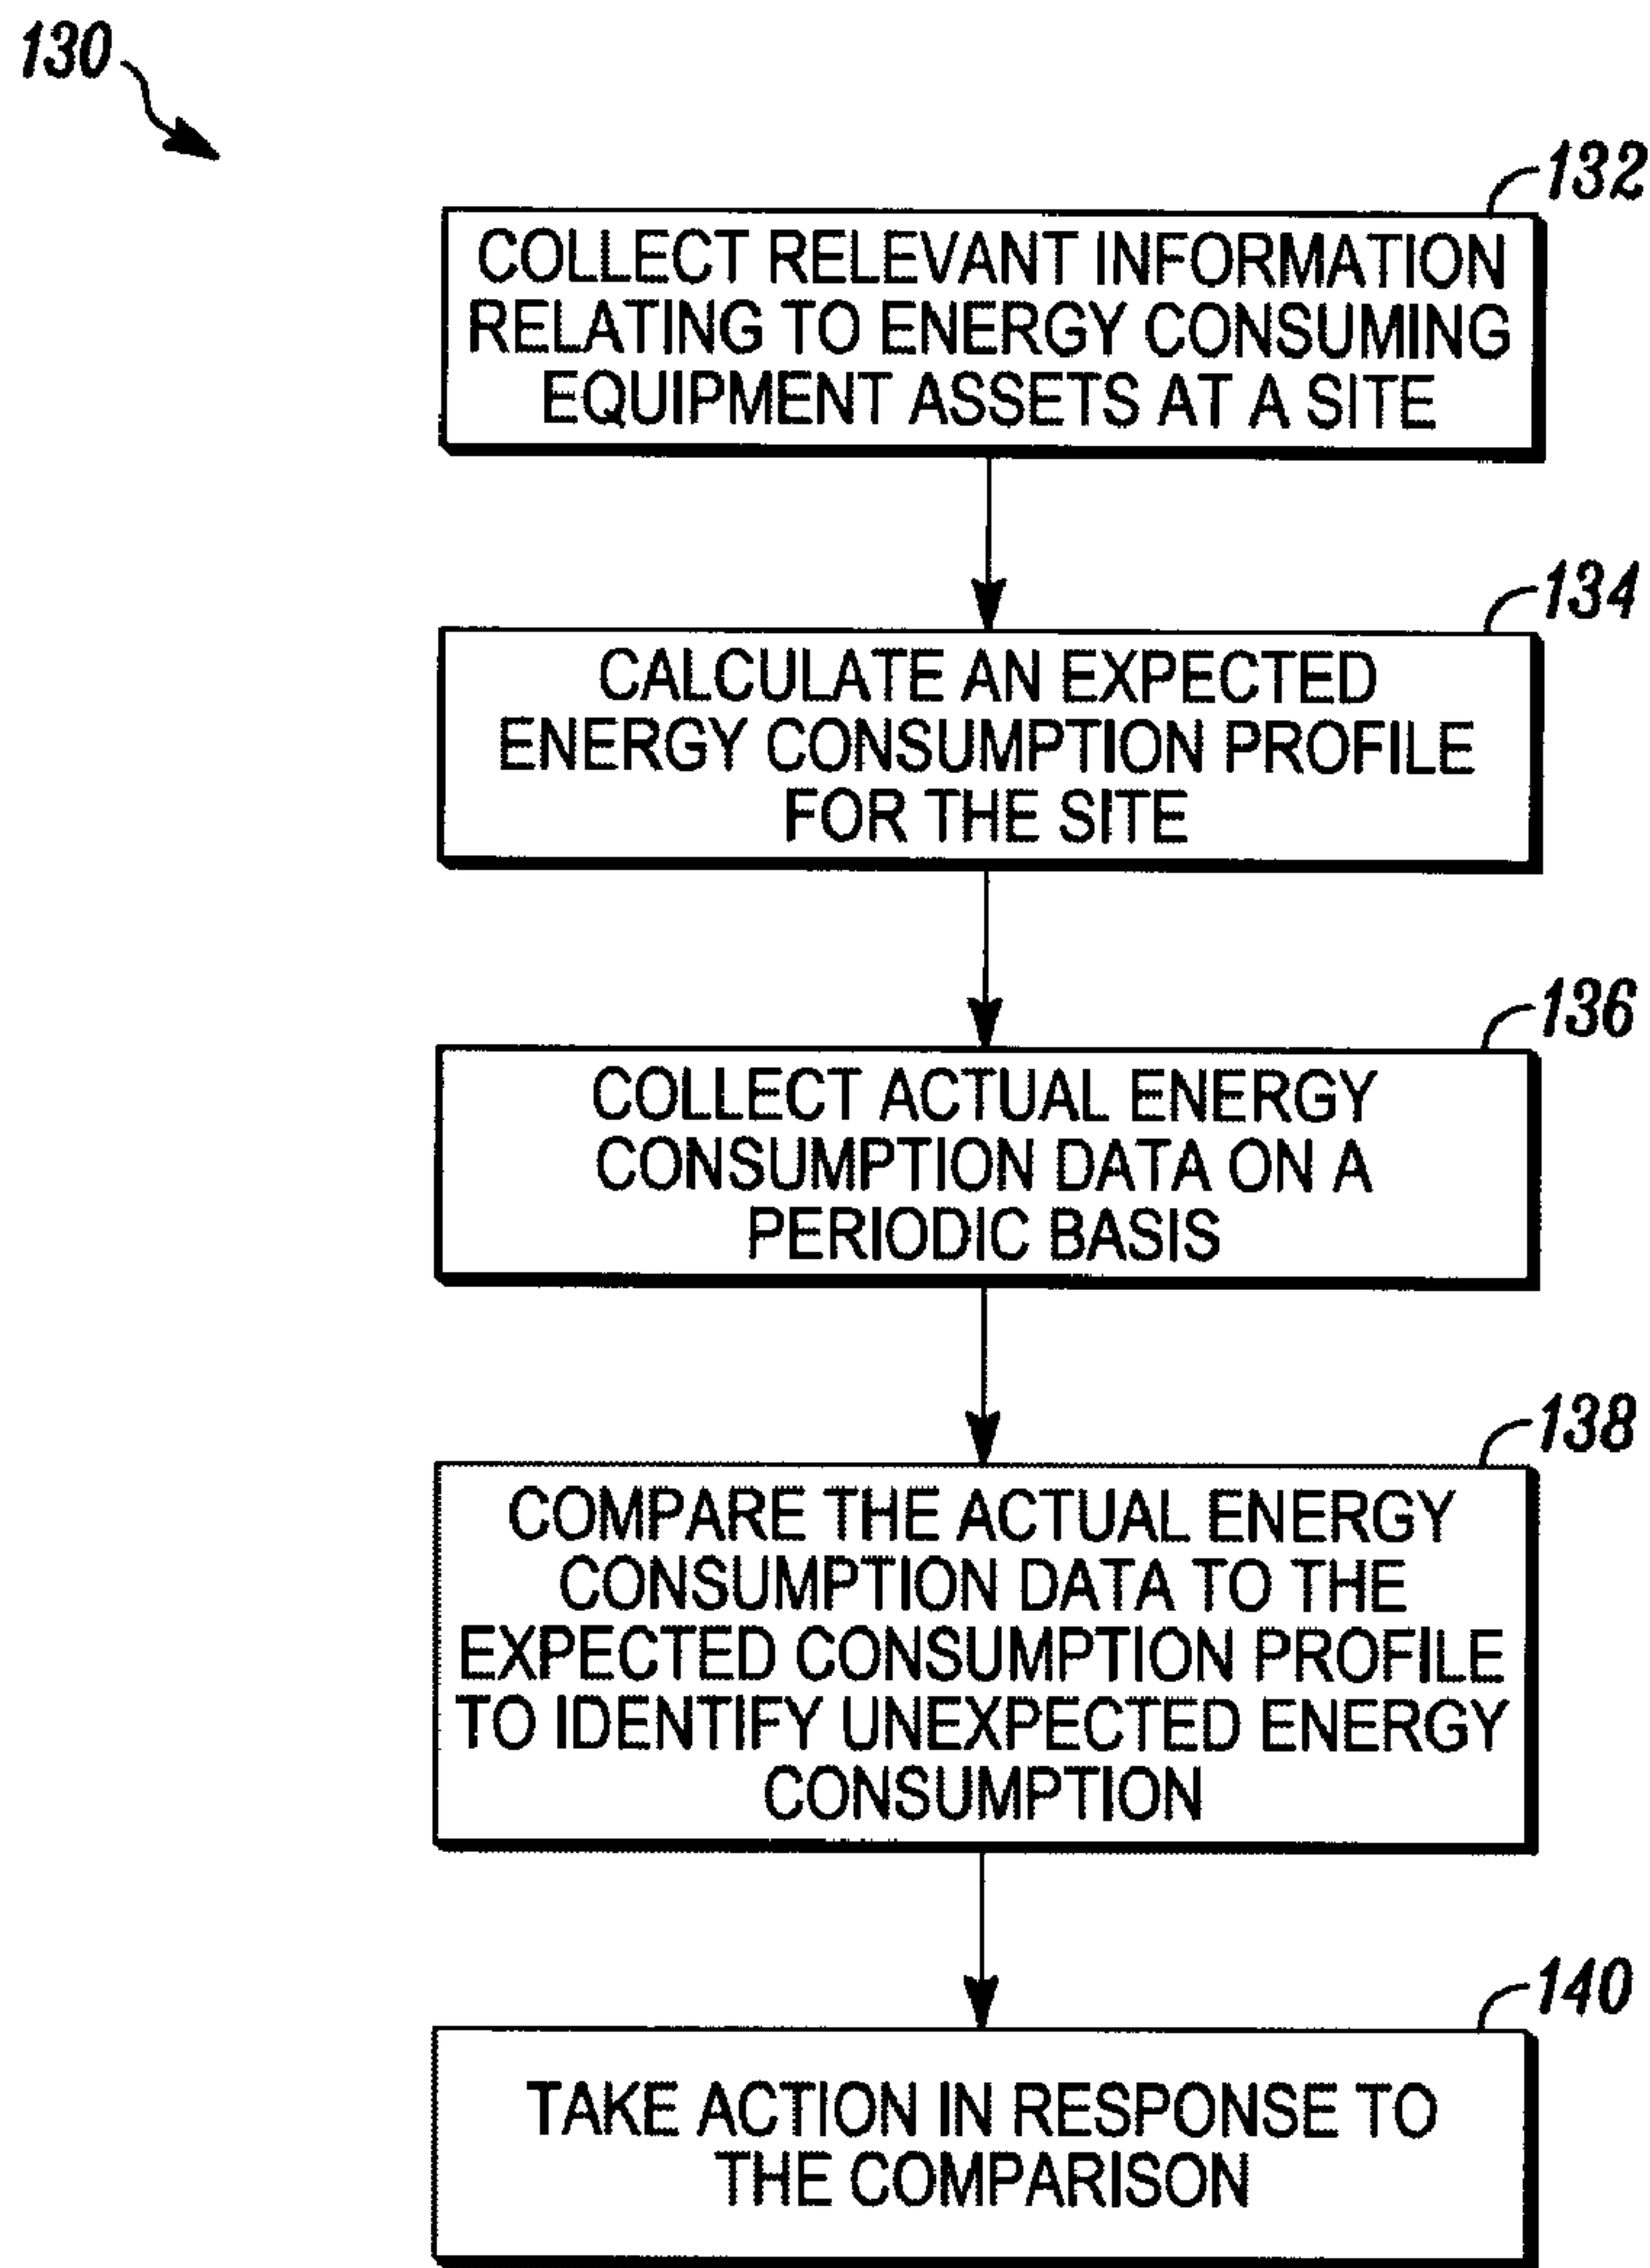 130
132
COLLECT RELEVANT INFORMATION
RELATING TO ENERGY CONSUMING
EQUIPMENT ASSETS AT A SITE
134
CALCULATE AN EXPECTED
ENERGY CONSUMPTION PROFILE
FOR THE SITE
136
COLLECT ACTUAL ENERGY
CONSUMPTION DATA ON A
PERIODIC BASIS
138
COMPARE THE ACTUAL ENERGY
CONSUMPTION DATA TO THE
EXPECTED CONSUMPTION PROFILE
TO IDENTIFY UNEXPECTED ENERGY
CONSUMPTION
140
TAKE ACTION IN RESPONSE TO
THE COMPARISON